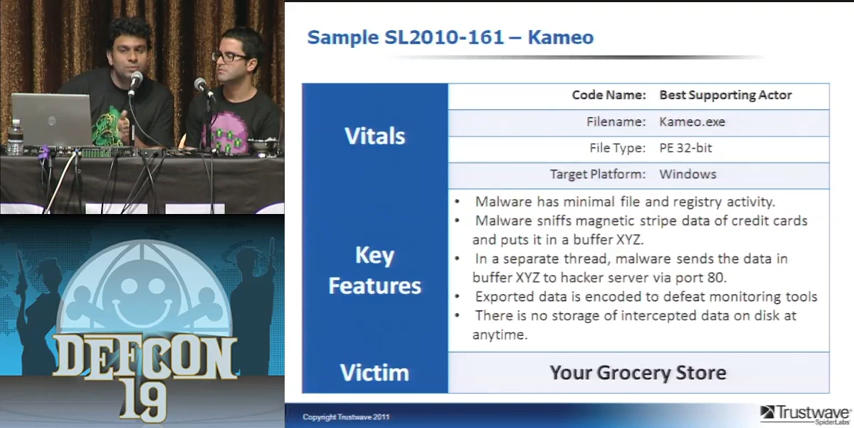 Sample SL2010-161 – Kameo
Vitals
Code Name: Best Supporting Actor
Filename: Kameo.exe
File Type: PE 32-bit
Target Platform: Windows
Key
Features
• Malware has minimal file and registry activity.
• Malware sniffs magnetic stripe data of credit cards
and puts it in a buffer XYZ.
• In a separate thread, malware sends the data in
buffer XYZ to hacker server via port 80.
• Exported data is encoded to defeat monitoring tools
• There is no storage of intercepted data on disk at
anytime.
Victim
Your Grocery Store
DEFCON
19
Copyright Trustwave 2011
Trustwave®
SpiderLabs®